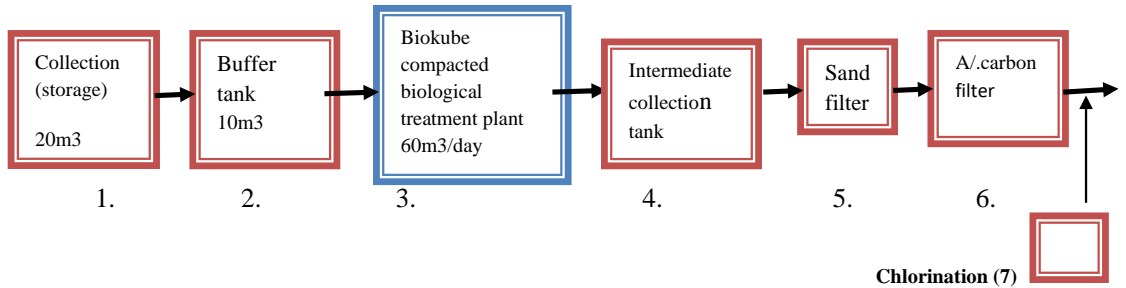 Collection
(storage)
20m3
Buffer
tank
10m3
Biokube
compacted
biological
treatment plant
60m3/day
Intermediate
collection
tank
Sand
filter
A/.carbon
filter
1.
2.
3.
4.
5.
6.
Chlorination (7)